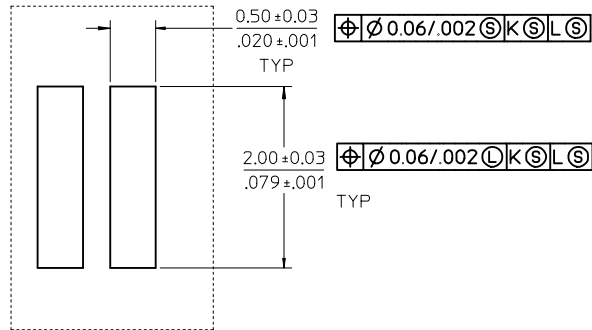 0.50 ±0.03
.020 ±.001
TYP
⌖ Ø 0.06/.002 Ⓢ K Ⓢ L Ⓢ
2.00 ±0.03
.079 ±.001
⌖ Ø 0.06/.002 Ⓛ K Ⓢ L Ⓢ
TYP